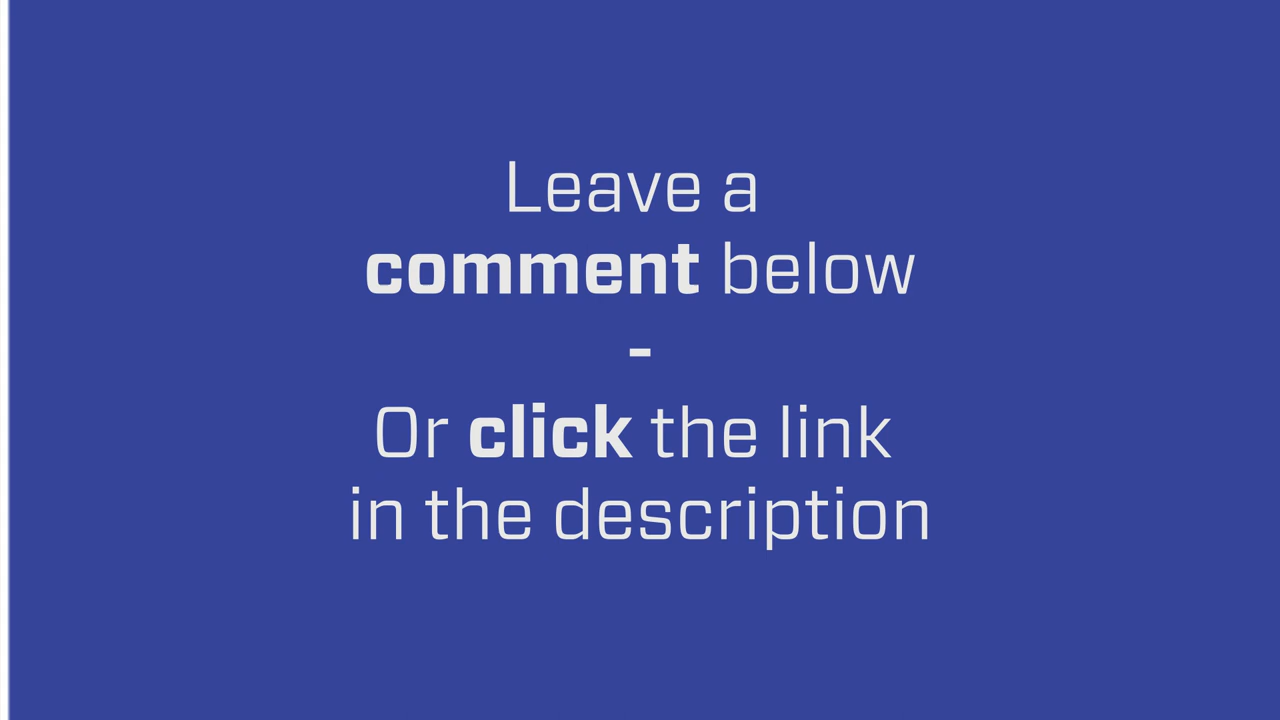 Leave a
comment below
-
Or click the link
in the description